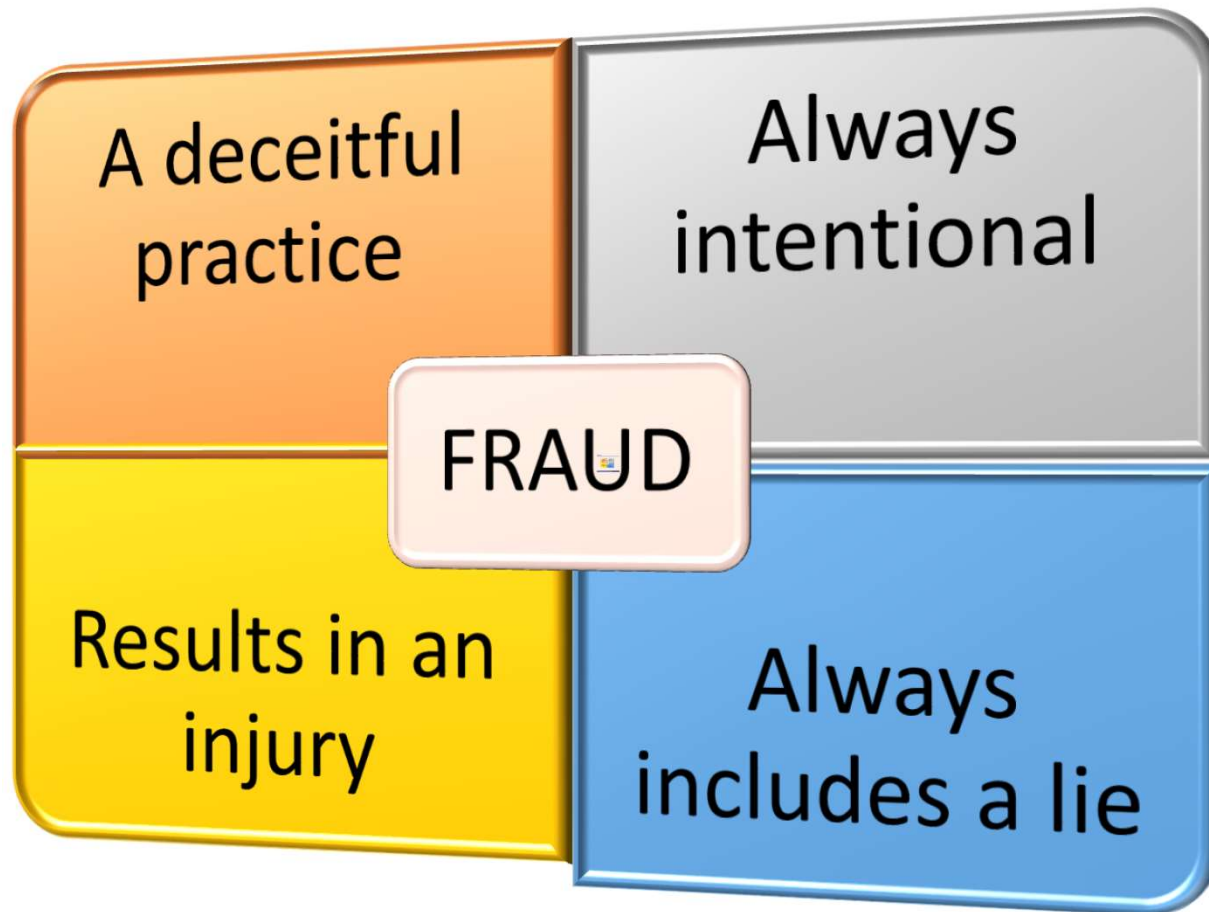 A deceitful
practice
Always
intentional
FRAUD
Results in an
injury
Always
includes a lie